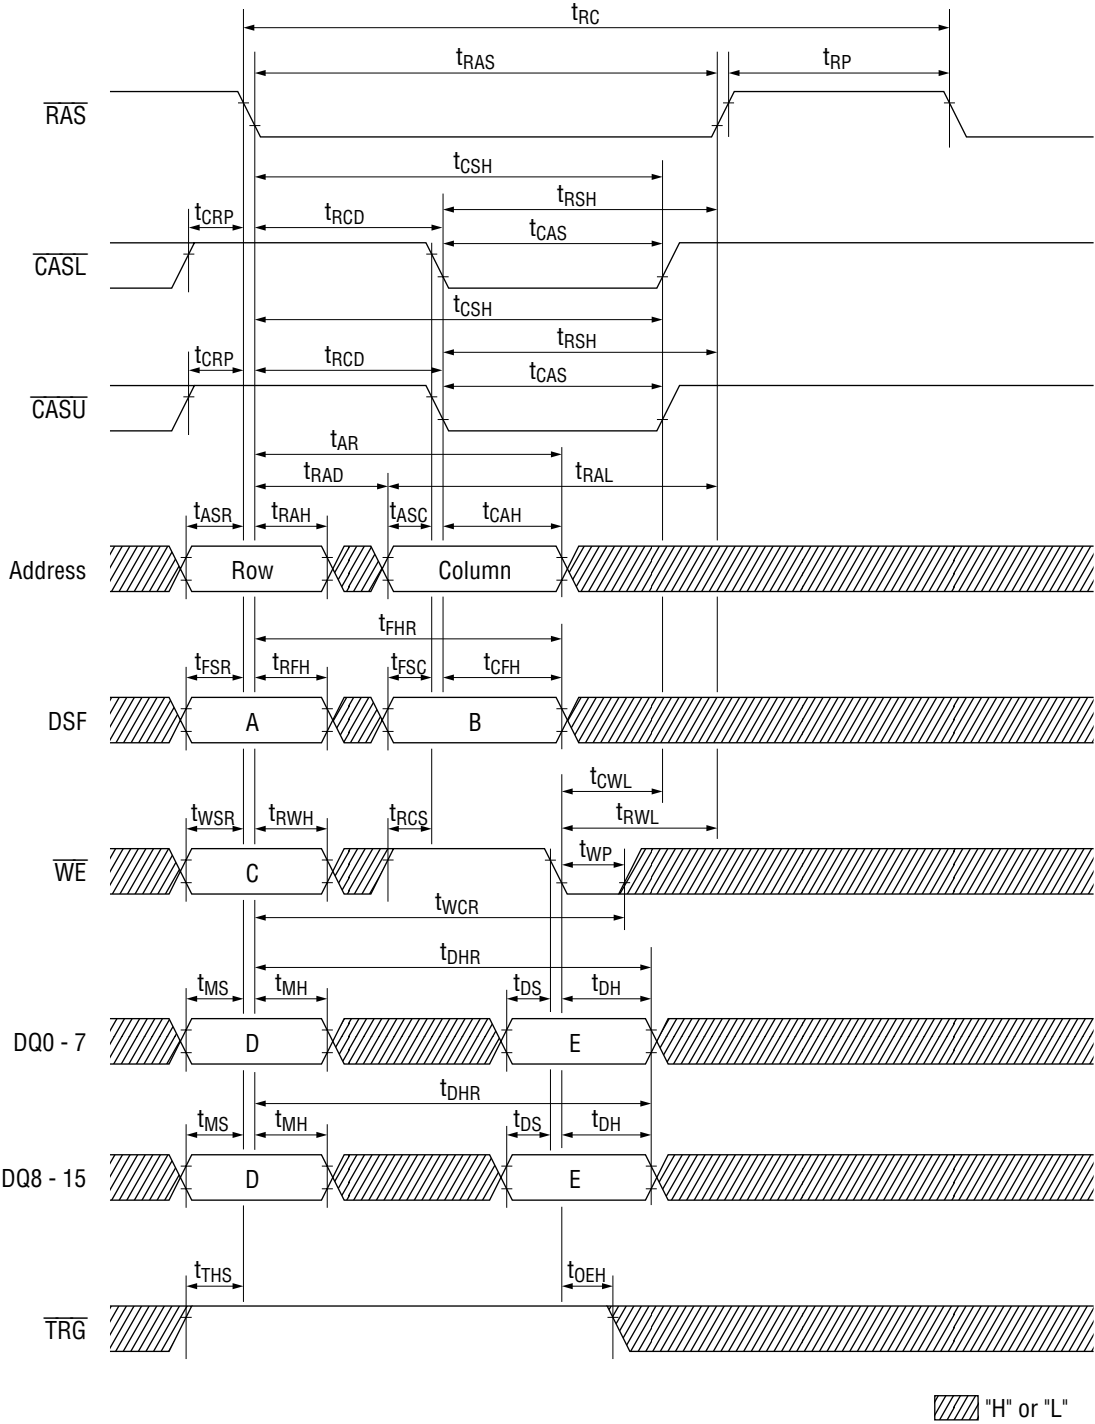 tRC
tRAS tRP
RAS
tCSH
tRSH
tCRP tRCD tCAS
CASL
tCSH
tRSH
tCRP tRCD tCAS
CASU
tAR
tRAD tRAL
tASR tRAH tASC tCAH
Address Row Column
tFHR
tFSR tRFH tFSC tCFH
DSF A B
tCWL
tWSR tRWH tRCS tRWL
tWP
WE C
tWCR
tDHR
tMS tMH tDS tDH
DQ0 - 7 D E
tDHR
tMS tMH tDS tDH
DQ8 - 15 D E
tTHS tOEH
TRG
"H" or "L"